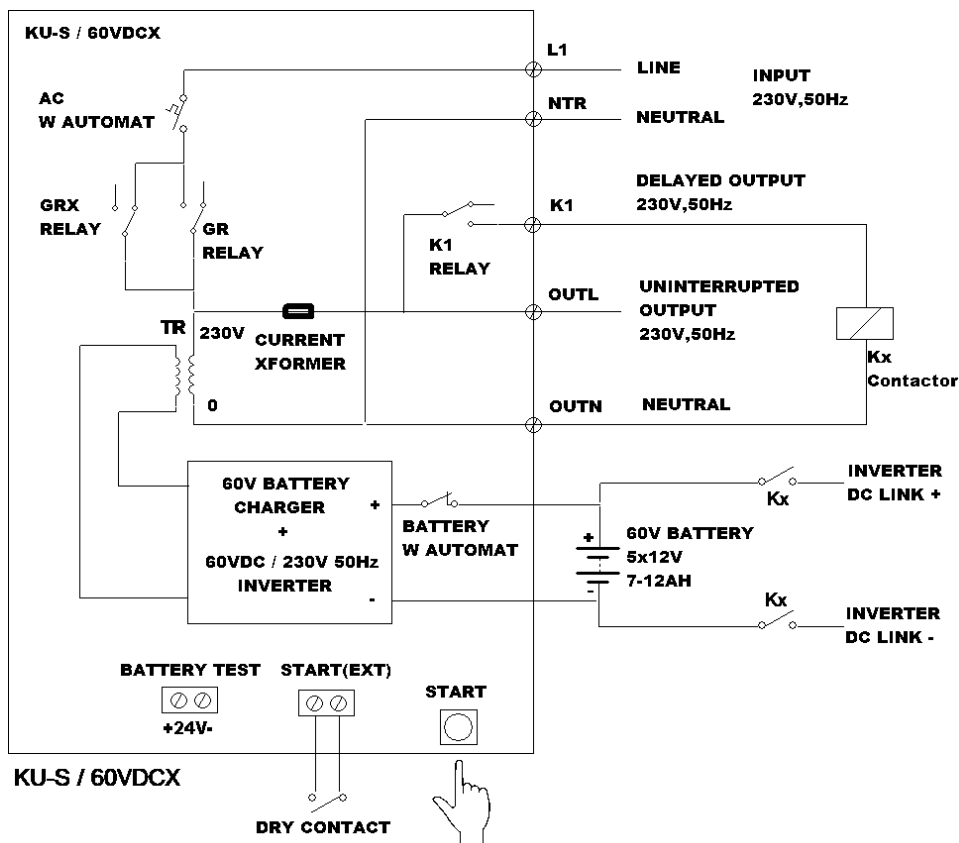 KU-S / 60VDCX
L1
LINE
INPUT
230V,50Hz
AC
W AUTOMAT
NTR
NEUTRAL
DELAYED OUTPUT
230V,50Hz
GRX
RELAY
GR
RELAY
K1
RELAY
K1
UNINTERRUPTED
OUTPUT
230V,50Hz
OUTL
TR
230V
CURRENT
XFORMER
Kx
Contactor
0
OUTN
NEUTRAL
60V BATTERY
CHARGER
+
60VDC / 230V 50Hz
INVERTER
+
-
BATTERY
W AUTOMAT
+
-
60V BATTERY
5x12V
7-12AH
Kx
INVERTER
DC LINK +
Kx
INVERTER
DC LINK -
BATTERY TEST
+24V-
START(EXT)
START
KU-S / 60VDCX
DRY CONTACT